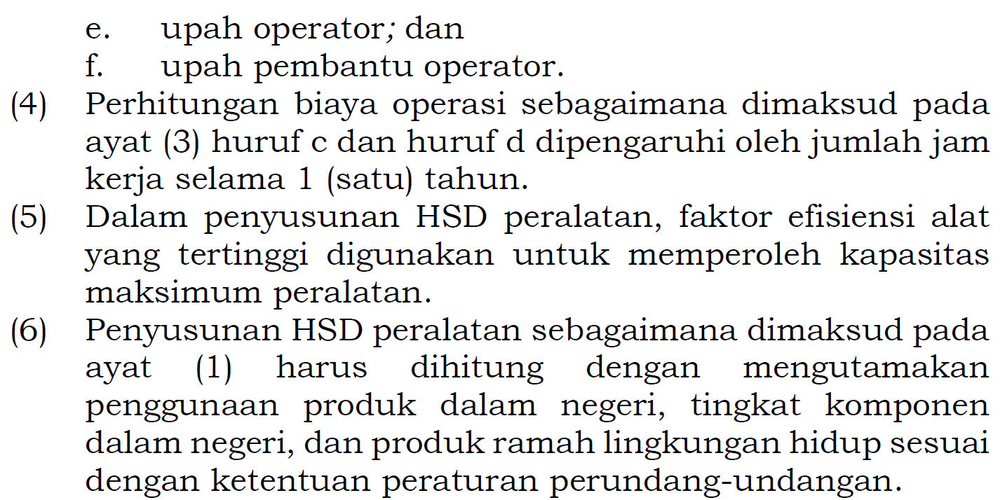 e. upah operator; dan
f. upah pembantu operator.
(4) Perhitungan biaya operasi sebagaimana dimaksud pada
ayat (3) huruf c dan huruf d dipengaruhi oleh jumlah jam
kerja selama 1 (satu) tahun.
(5) Dalam penyusunan HSD peralatan, faktor efisiensi alat
yang tertinggi digunakan untuk memperoleh kapasitas
maksimum peralatan.
(6) Penyusunan HSD peralatan sebagaimana dimaksud pada
ayat (1) harus dihitung dengan mengutamakan
penggunaan produk dalam negeri, tingkat komponen
dalam negeri, dan produk ramah lingkungan hidup sesuai
dengan ketentuan peraturan perundang-undangan.